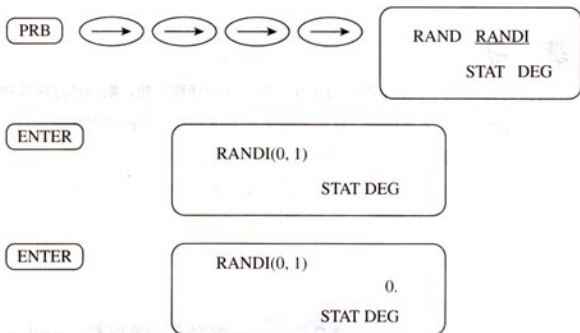 PRB → → → → RAND RANDI
STAT DEG
ENTER
RANDI(0, 1)
STAT DEG
ENTER
RANDI(0, 1)
0.
STAT DEG